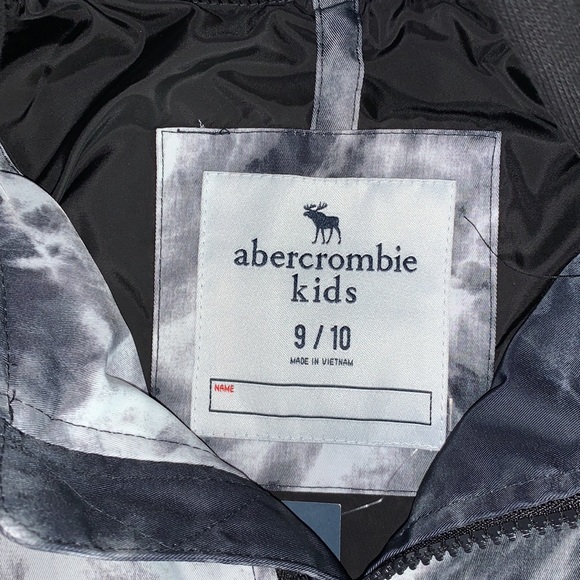 abercrombie
kids
9 / 10
MADE IN VIETNAM
NAME